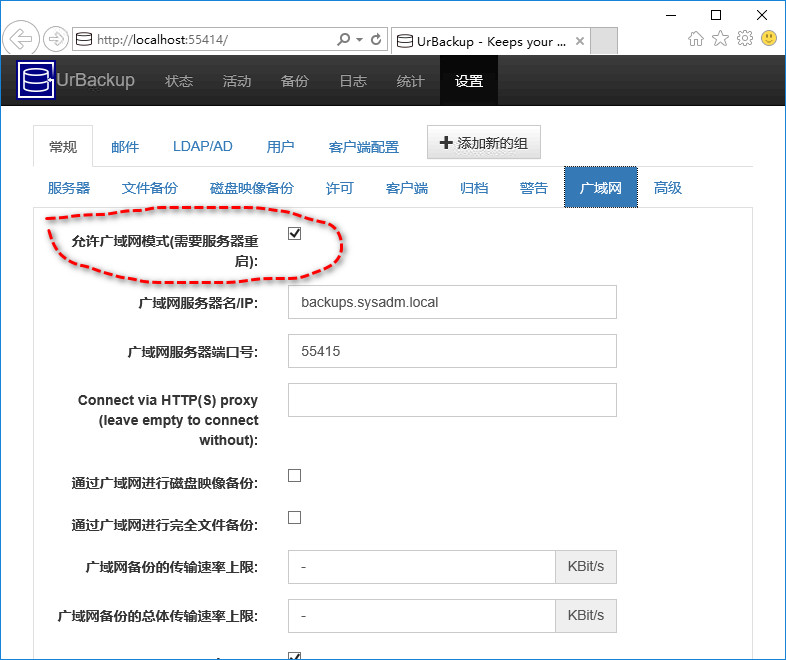 http://localhost:55414/
UrBackup - Keeps your ...
UrBackup 状态 活动 备份 日志 统计 设置
常规 邮件 LDAP/AD 用户 客户端配置 添加新的组
服务器 文件备份 磁盘映像备份 许可 客户端 归档 警告 广域网 高级
允许广域网模式(需要服务器重
启):
广域网服务器名/IP: backups.sysadm.local
广域网服务器端口号: 55415
Connect via HTTP(S) proxy
(leave empty to connect
without):
通过广域网进行磁盘映像备份:
通过广域网进行完全文件备份:
广域网备份的传输速率上限: - KBit/s
广域网备份的总体传输速率上限: - KBit/s